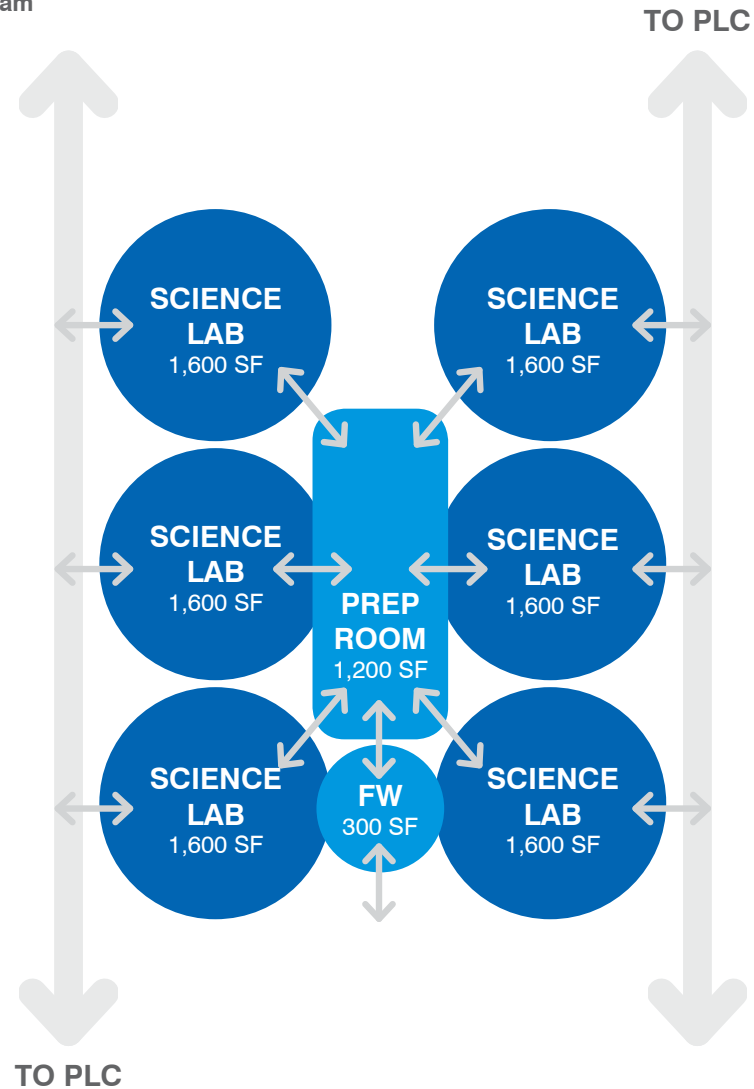 TO PLC
SCIENCE
LAB
1,600 SF
SCIENCE
LAB
1,600 SF
SCIENCE
LAB
1,600 SF
SCIENCE
LAB
1,600 SF
PREP
ROOM
1,200 SF
SCIENCE
LAB
1,600 SF
FW
300 SF
SCIENCE
LAB
1,600 SF
TO PLC